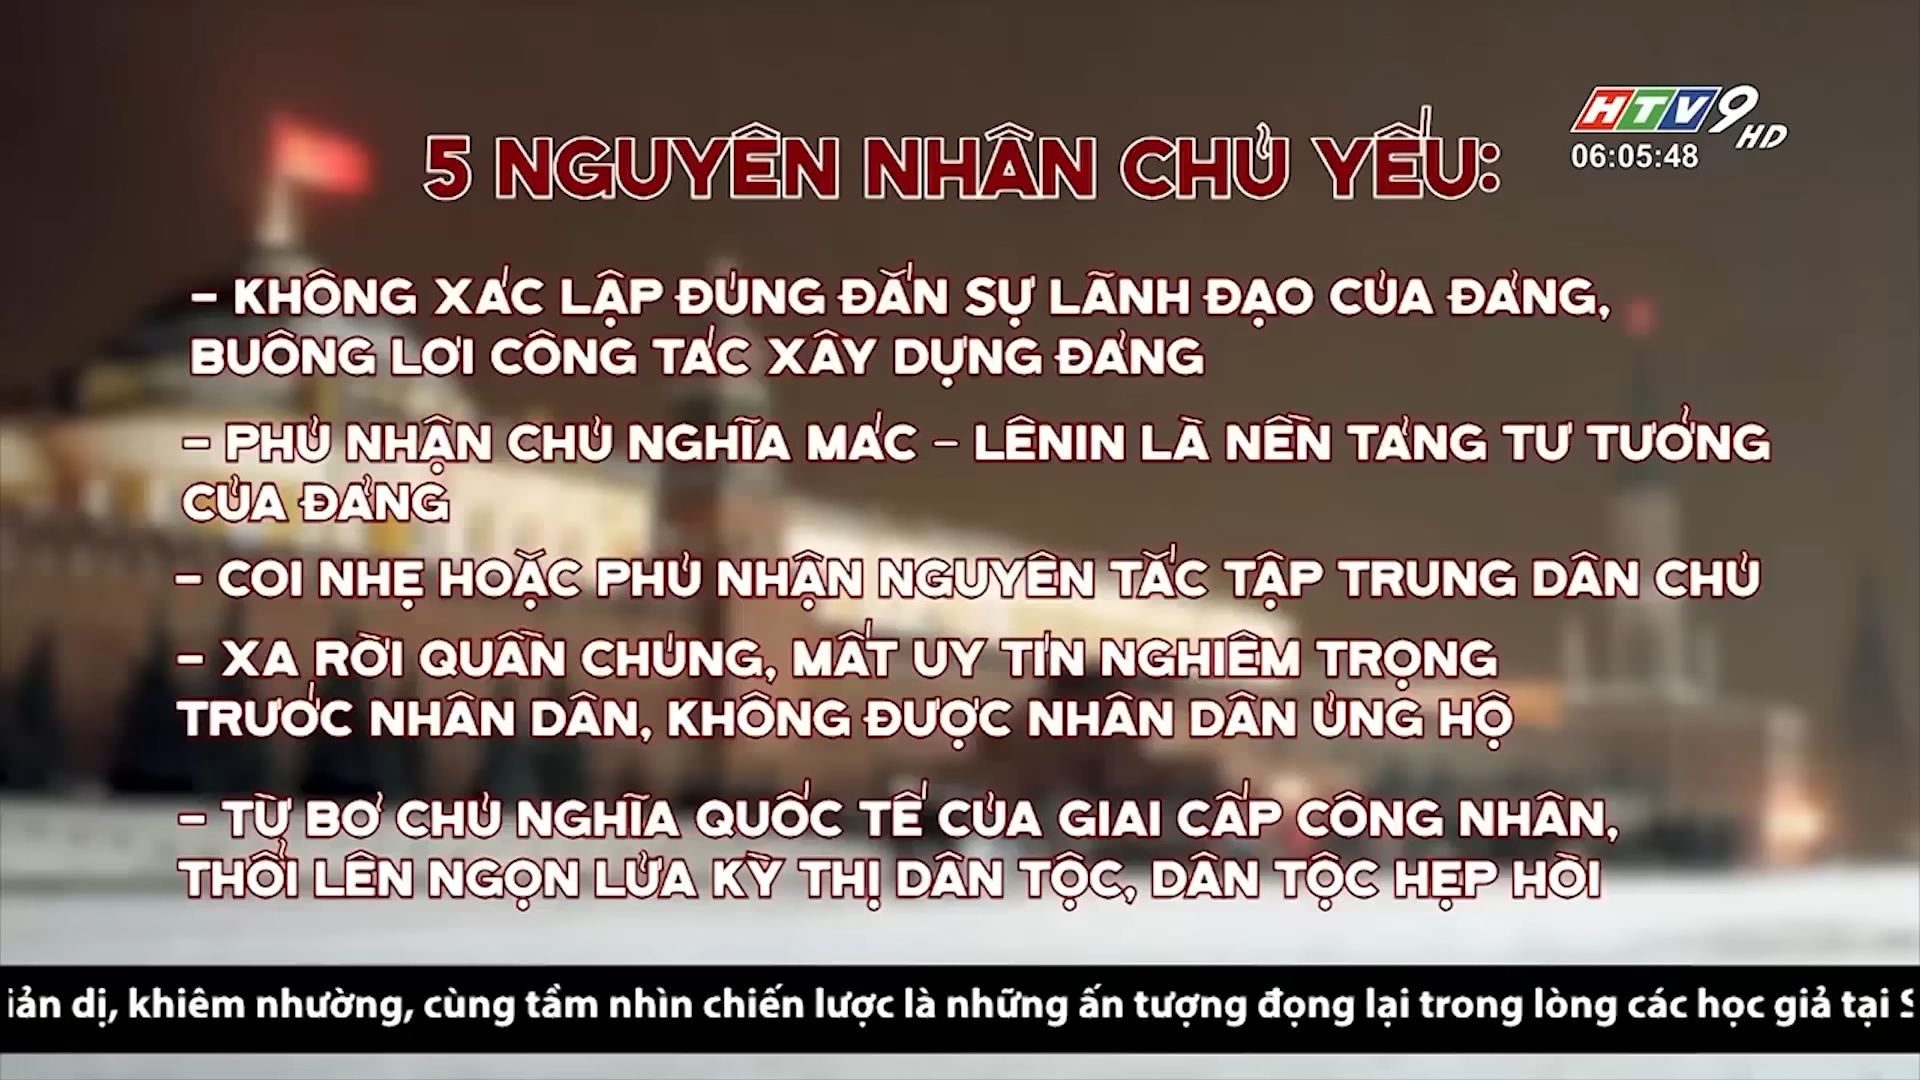 HTV9 HD
06:05:48
5 NGUYÊN NHÂN CHỦ YẾU:
- KHÔNG XÁC LẬP ĐÚNG ĐẮN SỰ LÃNH ĐẠO CỦA ĐẢNG,
BUÔNG LƠI CÔNG TÁC XÂY DỰNG ĐẢNG
- PHỦ NHẬN CHỦ NGHĨA MÁC - LÊNIN LÀ NỀN TẢNG TƯ TƯỞNG
CỦA ĐẢNG
- COI NHẸ HOẶC PHỦ NHẬN NGUYÊN TẮC TẬP TRUNG DÂN CHỦ
- XA RỜI QUẦN CHÚNG, MẤT UY TÍN NGHIÊM TRỌNG
TRƯỚC NHÂN DÂN, KHÔNG ĐƯỢC NHÂN DÂN ỦNG HỘ
- TỪ BỎ CHỦ NGHĨA QUỐC TẾ CỦA GIAI CẤP CÔNG NHÂN,
THỔI LÊN NGỌN LỬA KỲ THỊ DÂN TỘC, DÂN TỘC HẸP HÒI
iản dị, khiêm nhường, cùng tầm nhìn chiến lược là những ấn tượng đọng lại trong lòng các học giả tại